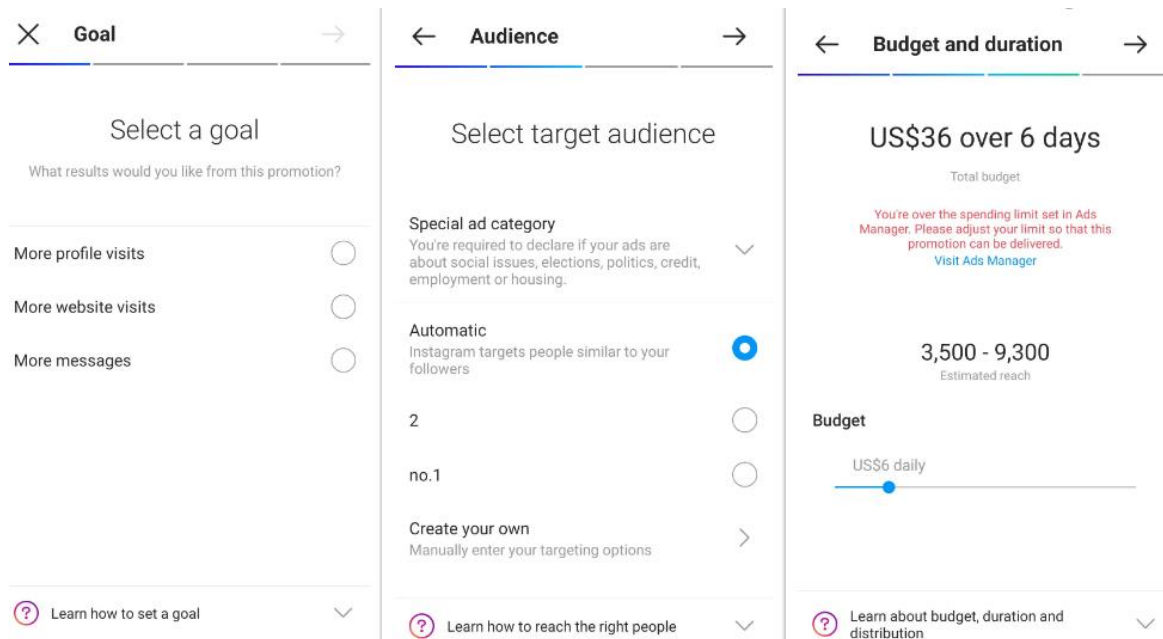 Goal
Select a goal
What results would you like from this promotion?
More profile visits
More website visits
More messages
Learn how to set a goal
Audience
Select target audience
Special ad category
You're required to declare if your ads are
about social issues, elections, politics, credit,
employment or housing.
Automatic
Instagram targets people similar to your
followers
2
no.1
Create your own
Manually enter your targeting options
Learn how to reach the right people
Budget and duration
US$36 over 6 days
Total budget
You're over the spending limit set in Ads
Manager. Please adjust your limit so that this
promotion can be delivered.
Visit Ads Manager
3,500 - 9,300
Estimated reach
Budget
US$6 daily
Learn about budget, duration and
distribution